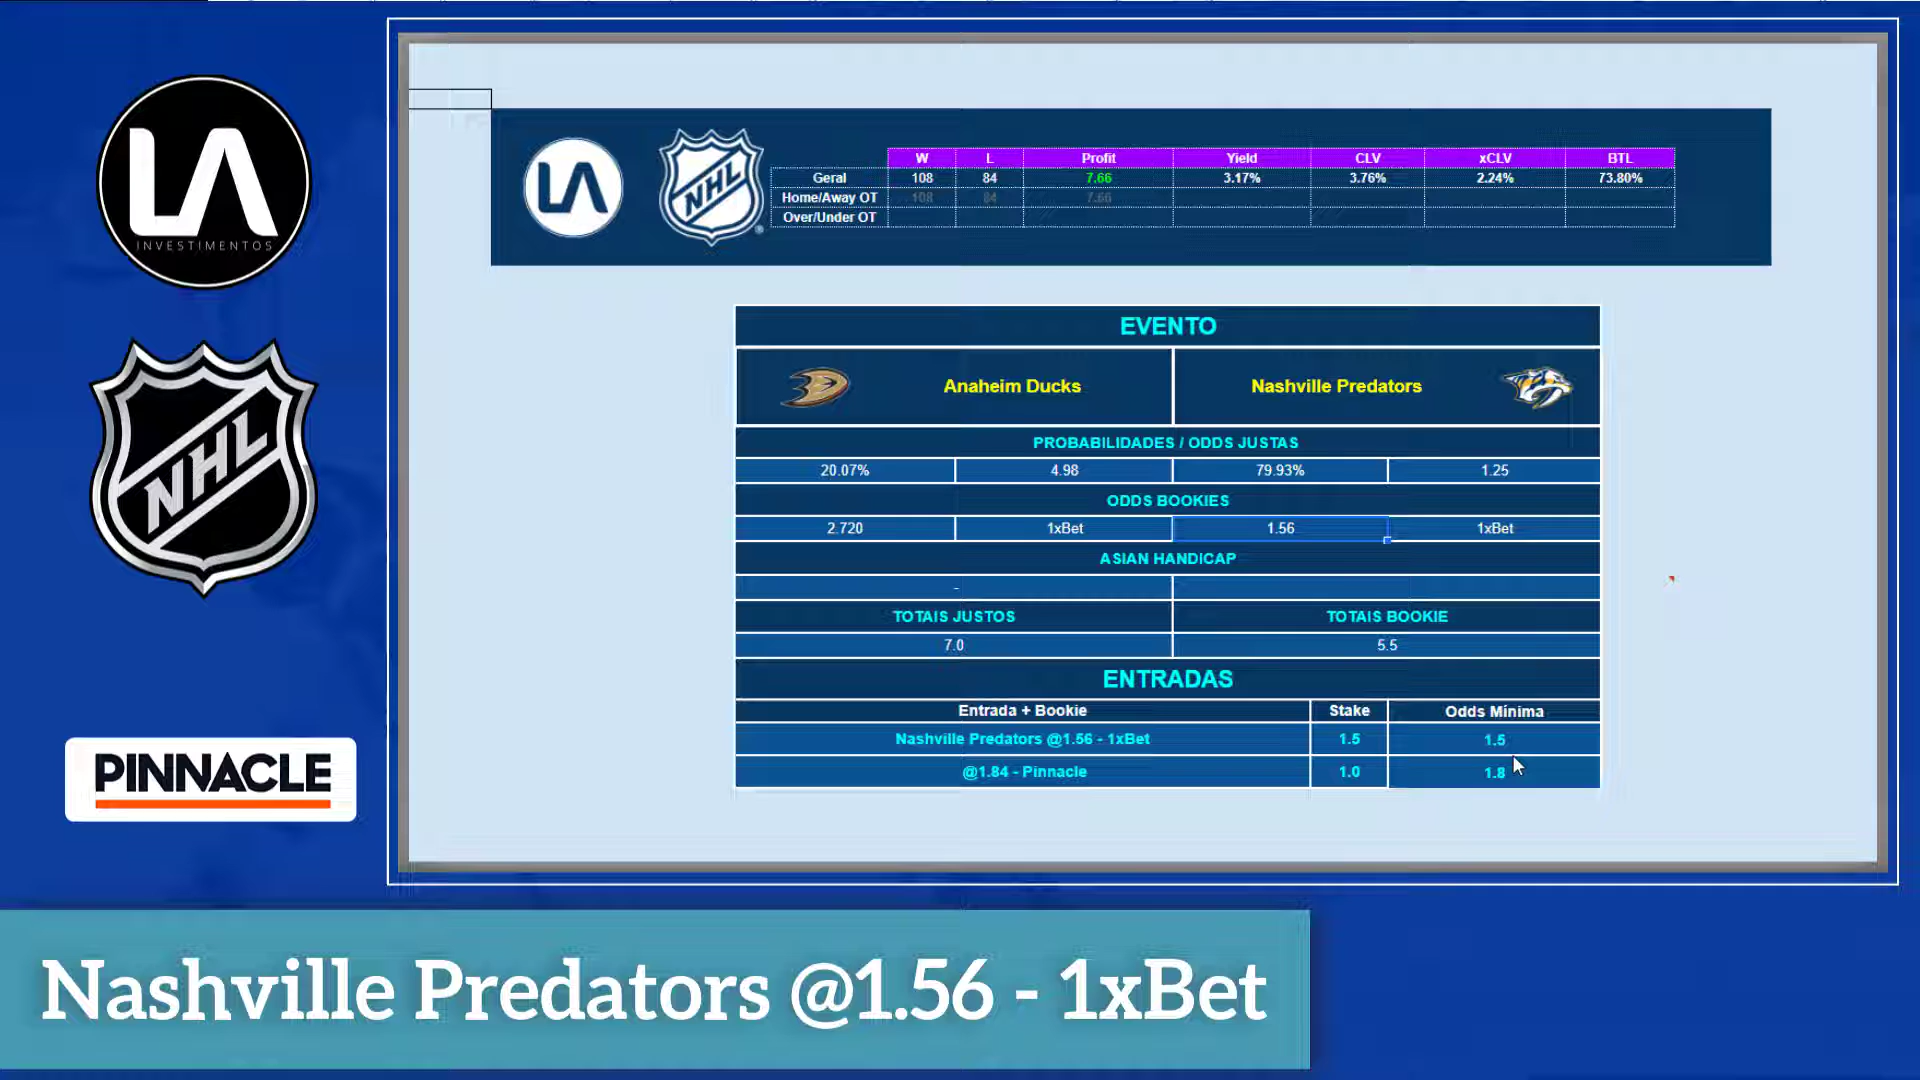 LA
INVESTIMENTOS
NHL
PINNACLE
LA
NHL
W L Profit Yield CLV xCLV BTL
Geral 108 84 7.66 3.17% 3.76% 2.24% 73.80%
Home/Away OT 108 84 7.66
Over/Under OT
EVENTO
Anaheim Ducks Nashville Predators
PROBABILIDADES / ODDS JUSTAS
20.07% 4.98 79.93% 1.25
ODDS BOOKIES
2.720 1xBet 1.56 1xBet
ASIAN HANDICAP
-
TOTAIS JUSTOS TOTAIS BOOKIE
7.0 5.5
ENTRADAS
Entrada + Bookie Stake Odds Mínima
Nashville Predators @1.56 - 1xBet 1.5 1.5
@1.84 - Pinnacle 1.0 1.8
Nashville Predators @1.56 - 1xBet